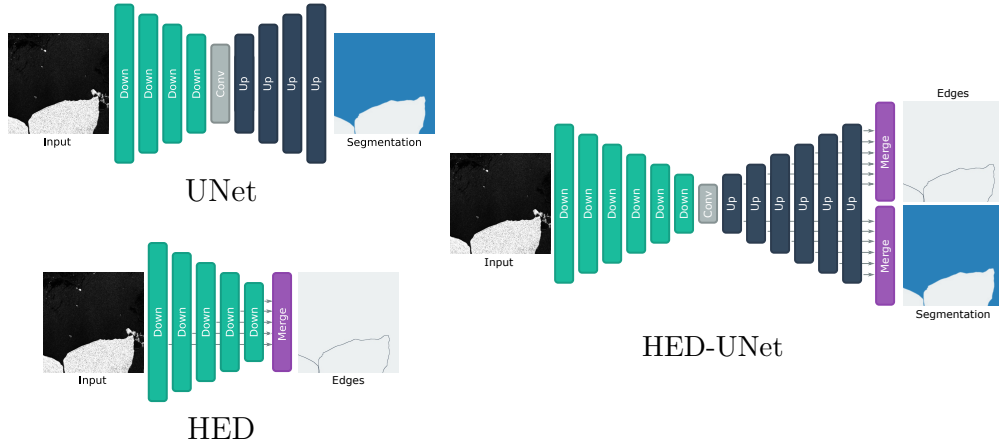 Down
Down
Down
Down
Conv
Up
Up
Up
Up
Input
Segmentation
UNet
Down
Down
Down
Down
Down
Merge
Input
Edges
HED
Edges
Down
Down
Down
Down
Down
Down
Conv
Up
Up
Up
Up
Up
Up
Merge
Merge
Input
Segmentation
HED-UNet